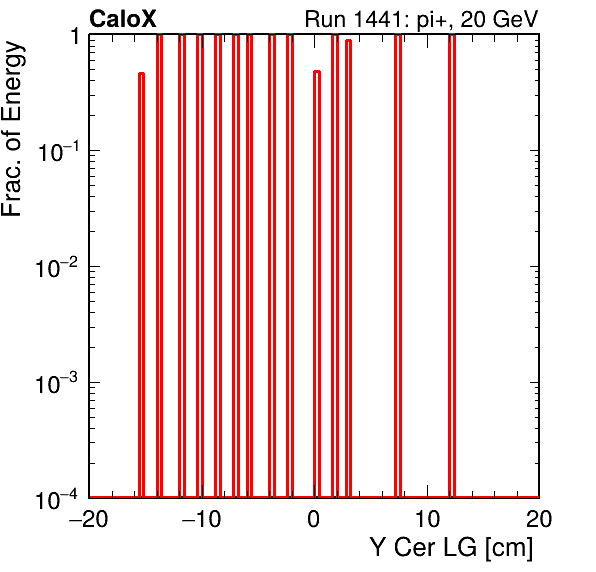 CaloX Run 1441: pi+, 20 GeV
Frac. of Energy
1
10⁻¹
10⁻²
10⁻³
10⁻⁴
−20 −10 0 10 20
Y Cer LG [cm]